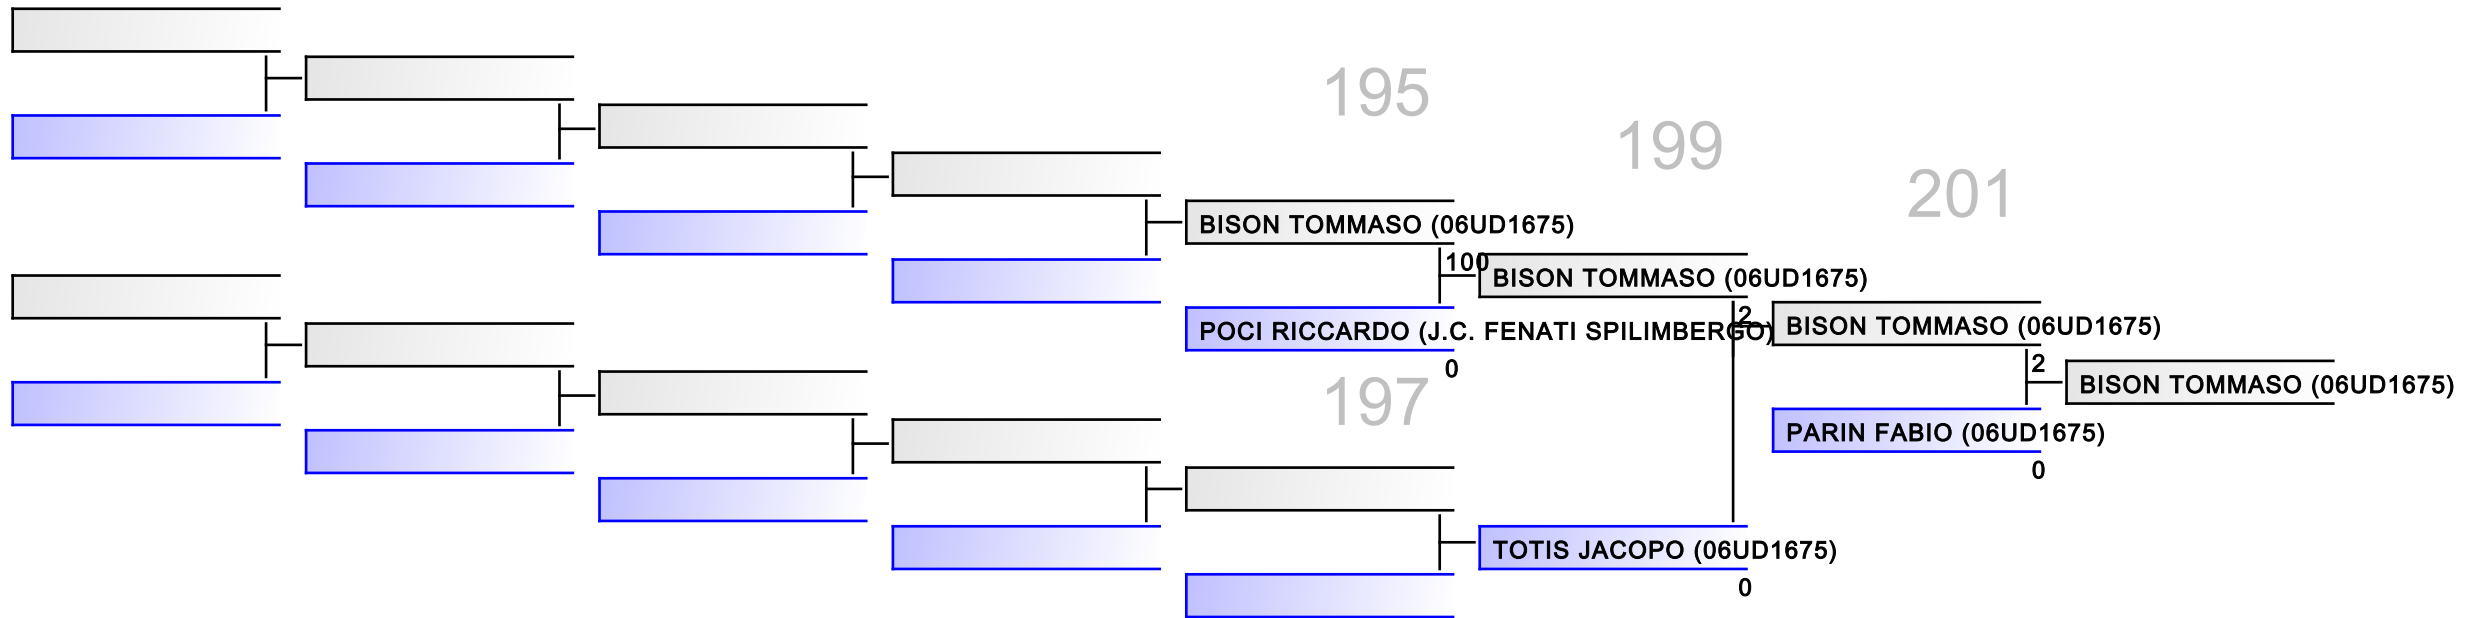 195
199
201
BISON TOMMASO (06UD1675)
100
BISON TOMMASO (06UD1675)
2
BISON TOMMASO (06UD1675)
POCI RICCARDO (J.C. FENATI SPILIMBERGO)
0
2
BISON TOMMASO (06UD1675)
197
PARIN FABIO (06UD1675)
0
TOTIS JACOPO (06UD1675)
0